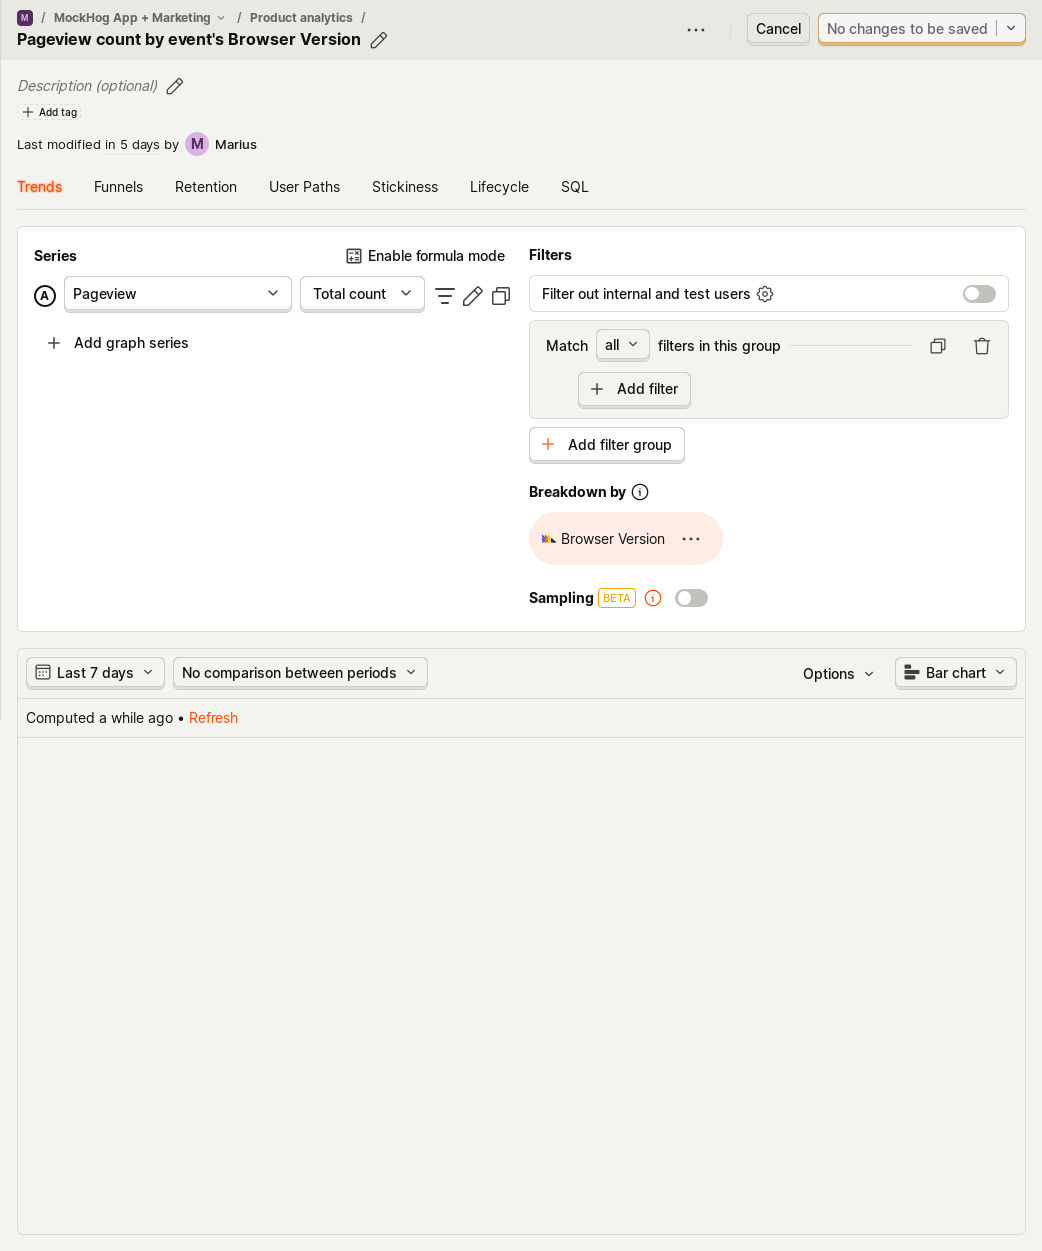 M / MockHog App + Marketing / Product analytics /
Pageview count by event's Browser Version
Cancel
No changes to be saved
Description (optional)
Add tag
Last modified in 5 days by M Marius
Trends Funnels Retention User Paths Stickiness Lifecycle SQL
Series
Enable formula mode
A Pageview Total count
Add graph series
Filters
Filter out internal and test users
Match all filters in this group
Add filter
Add filter group
Breakdown by
Browser Version
Sampling BETA
Last 7 days No comparison between periods Options Bar chart
Computed a while ago • Refresh